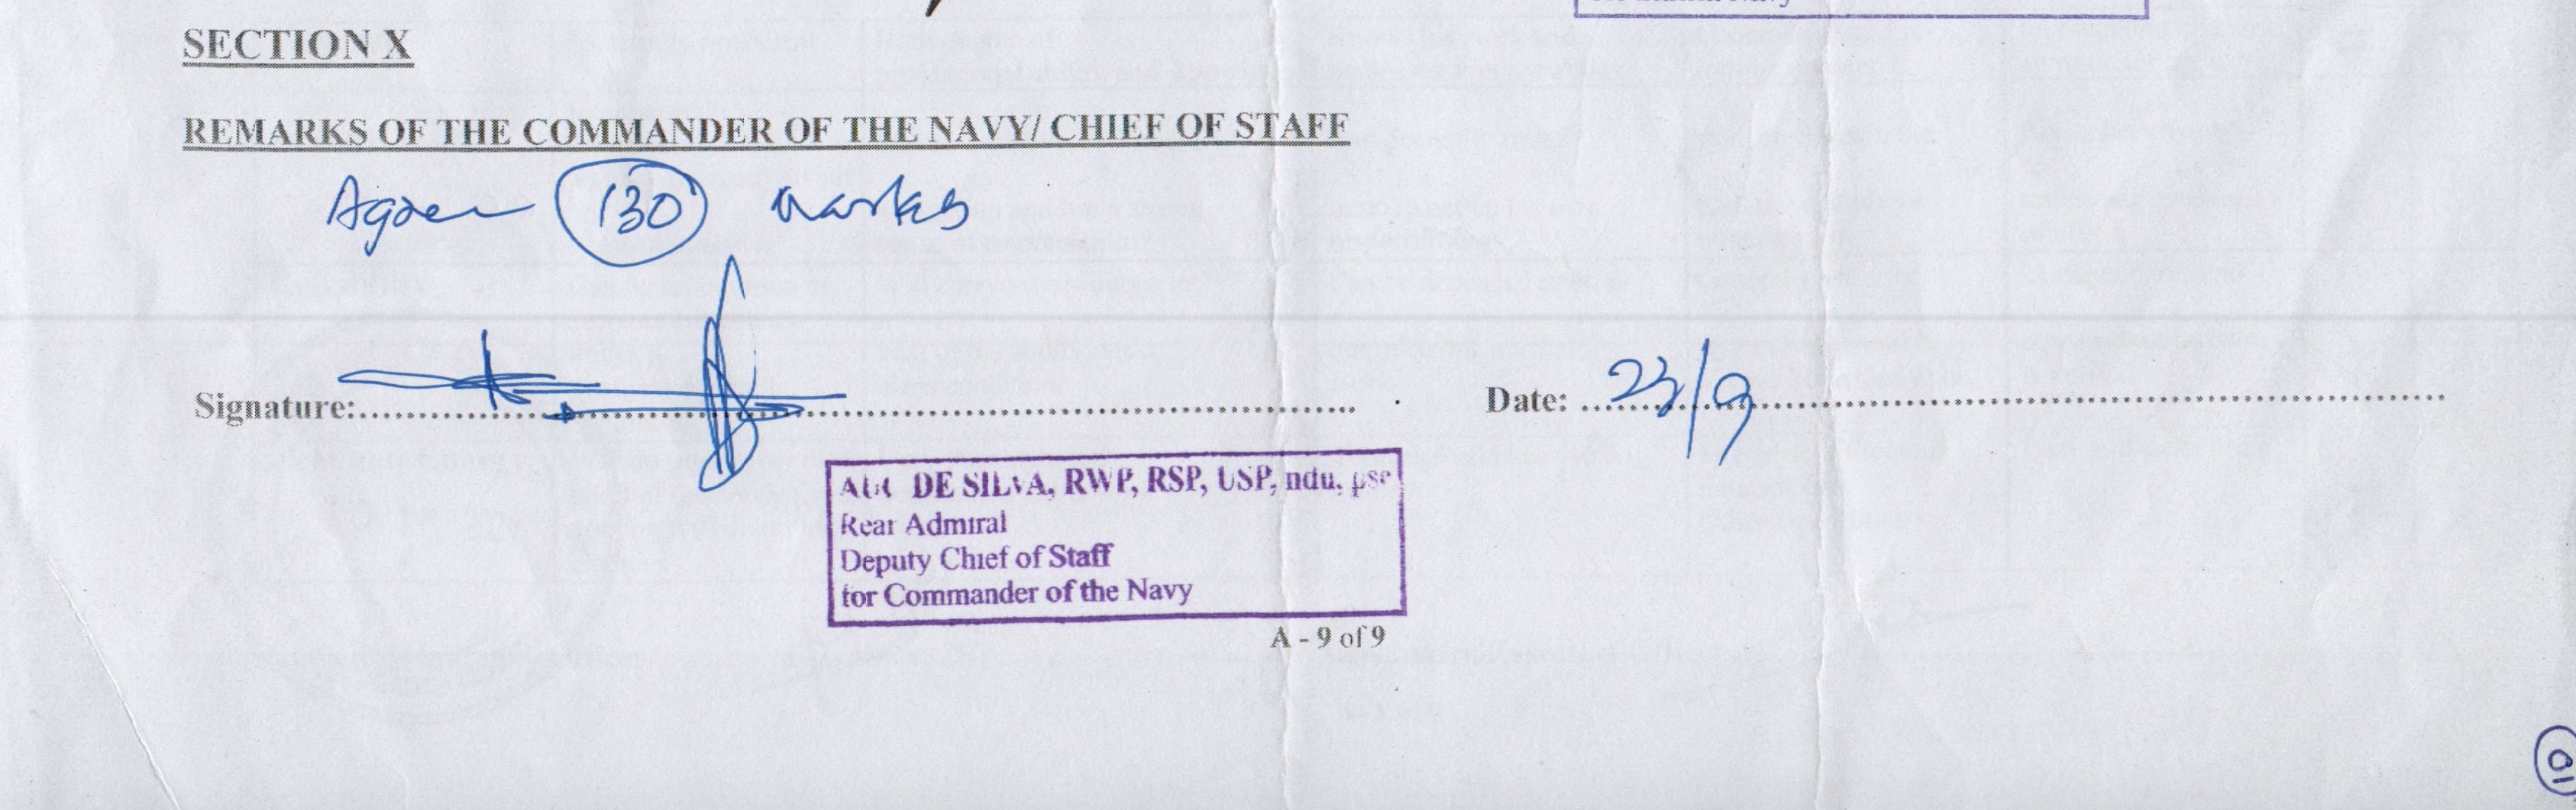 SECTION X
REMARKS OF THE COMMANDER OF THE NAVY/ CHIEF OF STAFF
Agree 130 marks
Signature:........................................ Date: 23/9........................................
DE SILVA, RWP, RSP, USP, ndu, psc
Rear Admiral
Deputy Chief of Staff
for Commander of the Navy
A - 9 of 9